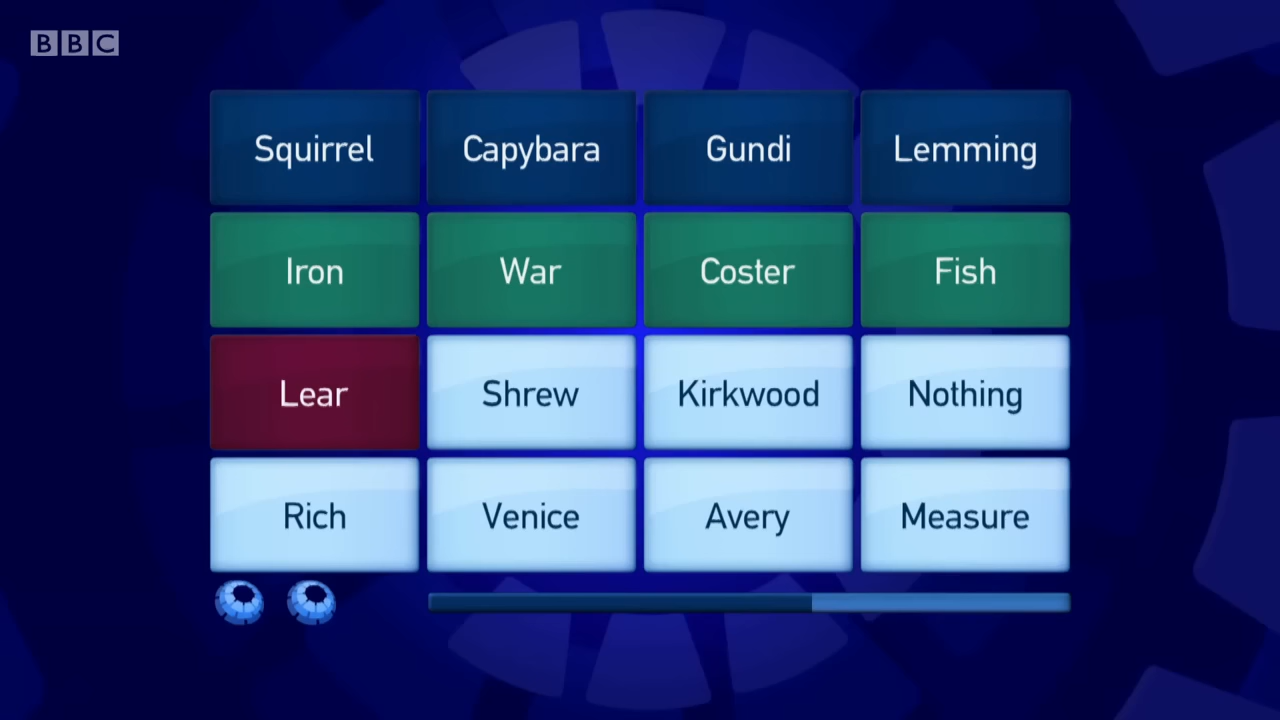 BBC
Squirrel Capybara Gundi Lemming
Iron War Coster Fish
Lear Shrew Kirkwood Nothing
Rich Venice Avery Measure